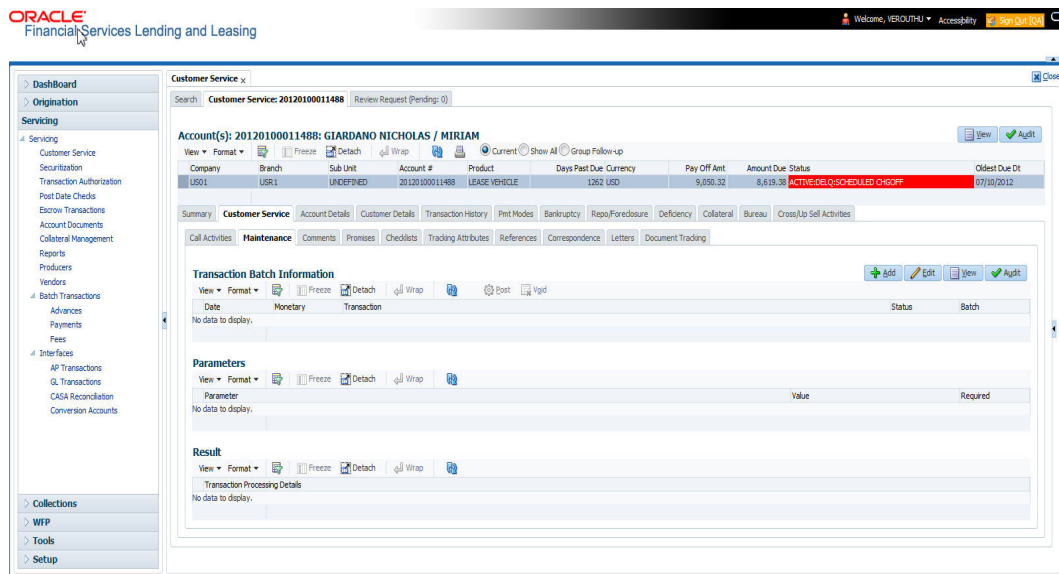 ORACLE
Financial Services Lending and Leasing
Welcome, VEROUTHU Accessibility Sign Out [QA]
DashBoard
Origination
Servicing
Servicing
Customer Service
Securitization
Transaction Authorization
Post Date Checks
Escrow Transactions
Account Documents
Collateral Management
Reports
Producers
Vendors
Batch Transactions
Advances
Payments
Fees
Interfaces
AP Transactions
GL Transactions
CASA Reconciliation
Conversion Accounts
Collections
WFP
Tools
Setup
Customer Service x
Close
Search Customer Service: 20120100011488 Review Request (Pending: 0)
Account(s): 20120100011488: GIARDANO NICHOLAS / MIRIAM
View Audit
View Format Freeze Detach Wrap Current Show All Group Follow-up
Company Branch Sub Unit Account # Product Days Past Due Currency Pay Off Amt Amount Due Status Oldest Due Dt
US01 USR1 UNDEFINED 20120100011488 LEASE VEHICLE 1262 USD 9,050.32 8,619.38 ACTIVE:DELQ:SCHEDULED CHGOFF 07/10/2012
Summary Customer Service Account Details Customer Details Transaction History Pmt Modes Bankruptcy Repo/Foreclosure Deficiency Collateral Bureau Cross/Up Sell Activities
Call Activities Maintenance Comments Promises Checklists Tracking Attributes References Correspondence Letters Document Tracking
Transaction Batch Information
Add Edit View Audit
View Format Freeze Detach Wrap Post Void
Date Monetary Transaction Status Batch
No data to display.
Parameters
View Format Freeze Detach Wrap
Parameter Value Required
No data to display.
Result
View Format Freeze Detach Wrap
Transaction Processing Details
No data to display.